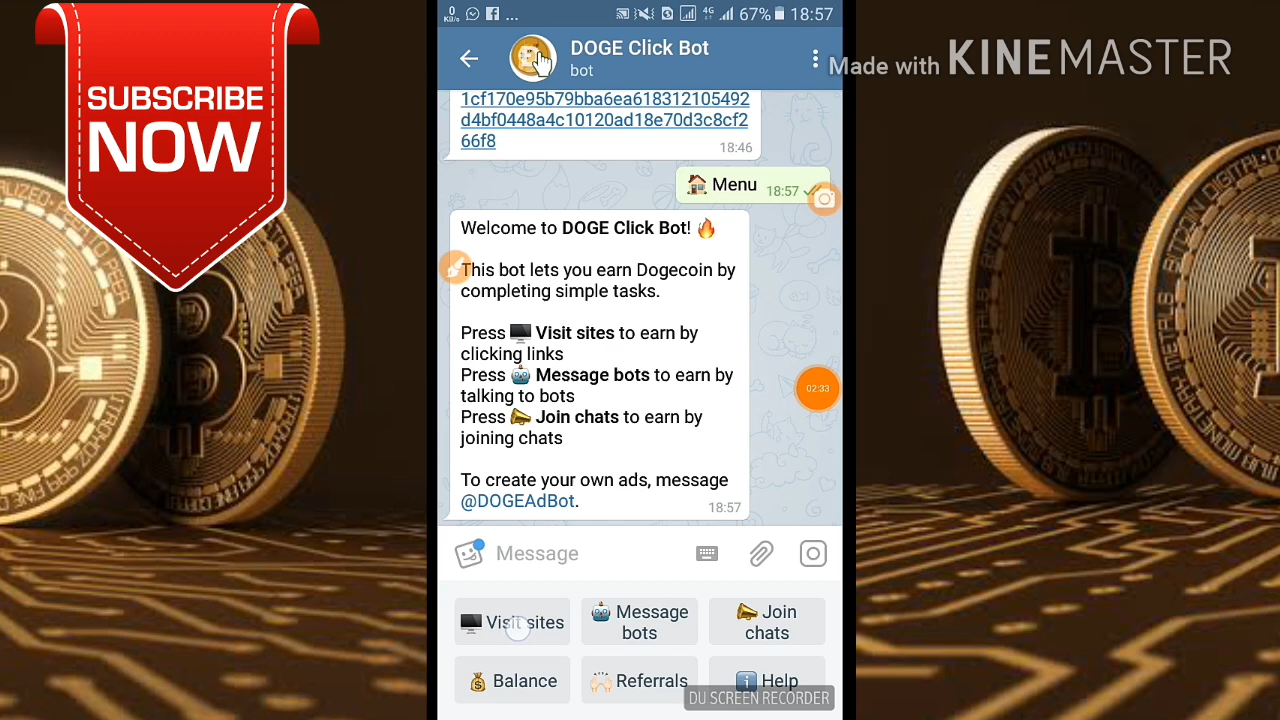 SUBSCRIBE
NOW
0
KB/s
...
4G
67%
18:57
DOGE Click Bot
bot
Made with KINEMASTER
1cf170e95b79bba6ea618312105492
d4bf0448a4c10120ad18e70d3c8cf2
66f8
18:46
🏠 Menu 18:57
Welcome to DOGE Click Bot! 🔥
This bot lets you earn Dogecoin by
completing simple tasks.
Press 🖥 Visit sites to earn by
clicking links
Press 🤖 Message bots to earn by
talking to bots
Press 📣 Join chats to earn by
joining chats
To create your own ads, message
@DOGEAdBot.
18:57
02:33
Message
🖥 Visit sites
🤖 Message
bots
📣 Join
chats
💰 Balance
🙌🏻 Referrals
ℹ Help
DU SCREEN RECORDER